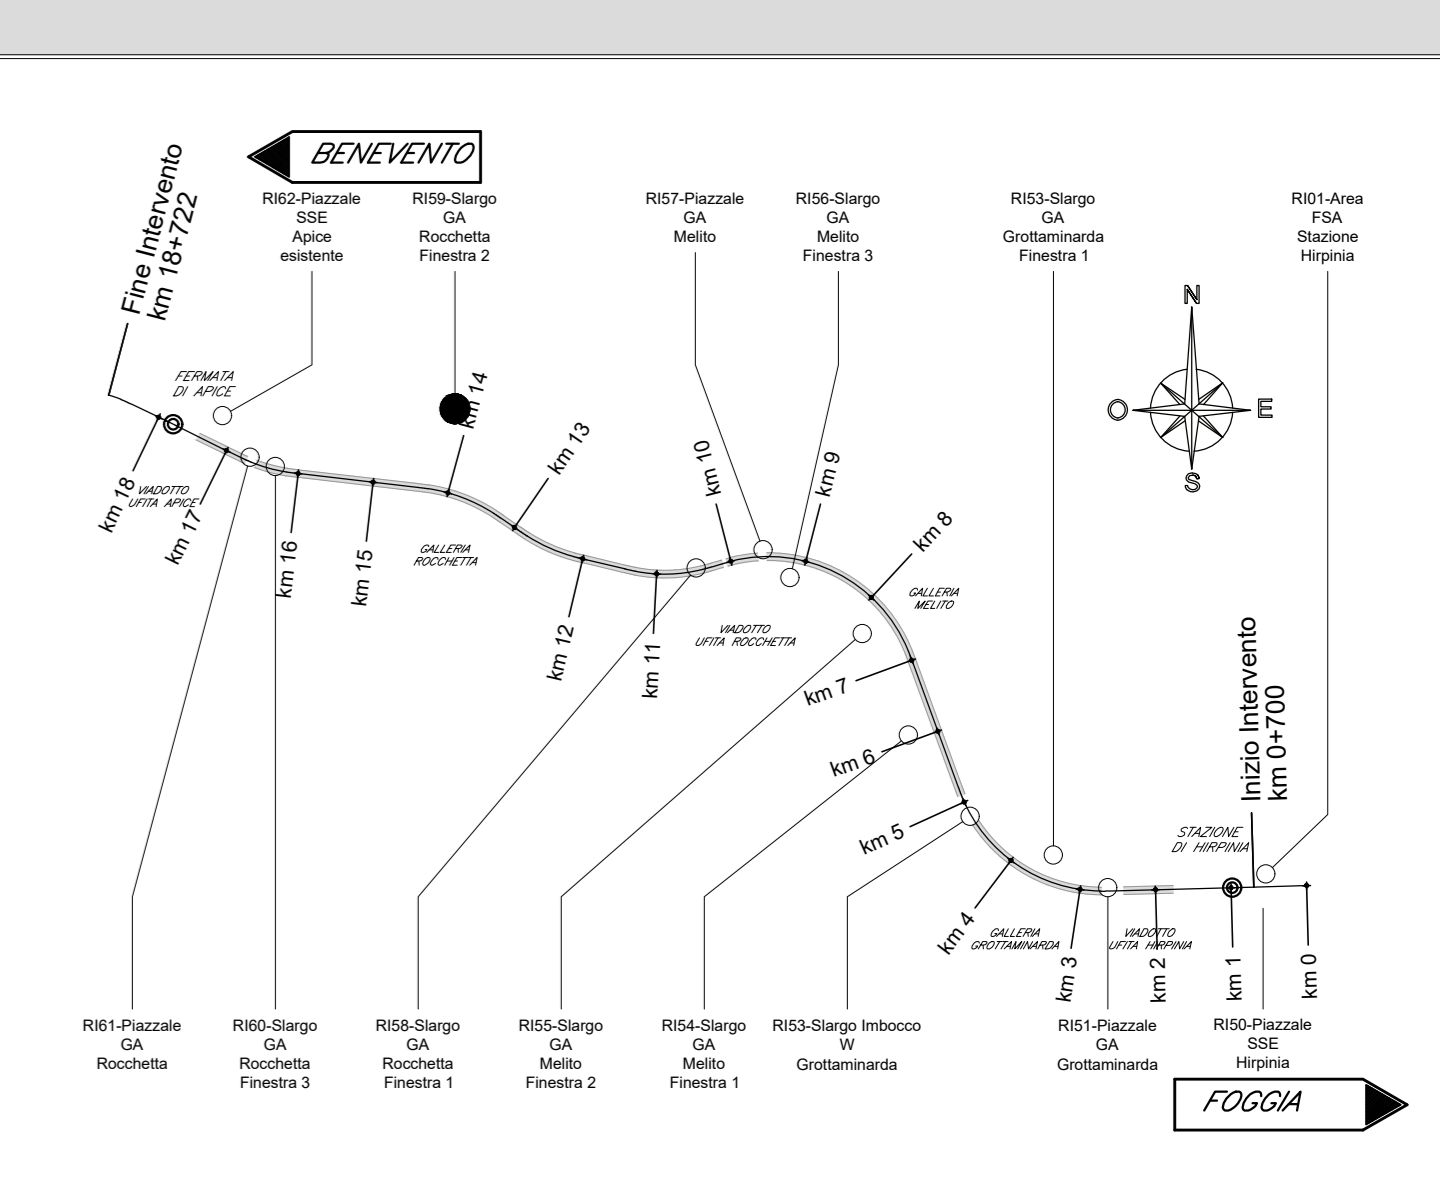 BENEVENTO
Fine Intervento
km 18+722
RI62-Piazzale
SSE
Apice
esistente
RI59-Slargo
GA
Rocchetta
Finestra 2
RI57-Piazzale
GA
Melito
RI56-Slargo
GA
Melito
Finestra 3
RI53-Slargo
GA
Grottaminarda
Finestra 1
RI01-Area
FSA
Stazione
Hirpinia
N
O
E
S
FERMATA
DI APICE
km 18
VIADOTTO
UFITA APICE
km 17
km 16
km 15
km 14
km 13
GALLERIA
ROCCHETTA
km 12
km 11
km 10
km 9
km 8
VIADOTTO
UFITA ROCCHETTA
GALLERIA
MELITO
km 7
km 6
km 5
km 4
GALLERIA
GROTTAMINARDA
km 3
VIADOTTO
UFITA HIRPINIA
km 2
km 1
km 0
STAZIONE
DI HIRPINIA
Inizio Intervento
km 0+700
RI61-Piazzale
GA
Rocchetta
RI60-Slargo
GA
Rocchetta
Finestra 3
RI58-Slargo
GA
Rocchetta
Finestra 1
RI55-Slargo
GA
Melito
Finestra 2
RI54-Slargo
GA
Melito
Finestra 1
RI53-Slargo Imbocco
W
Grottaminarda
RI51-Piazzale
GA
Grottaminarda
RI50-Piazzale
SSE
Hirpinia
FOGGIA